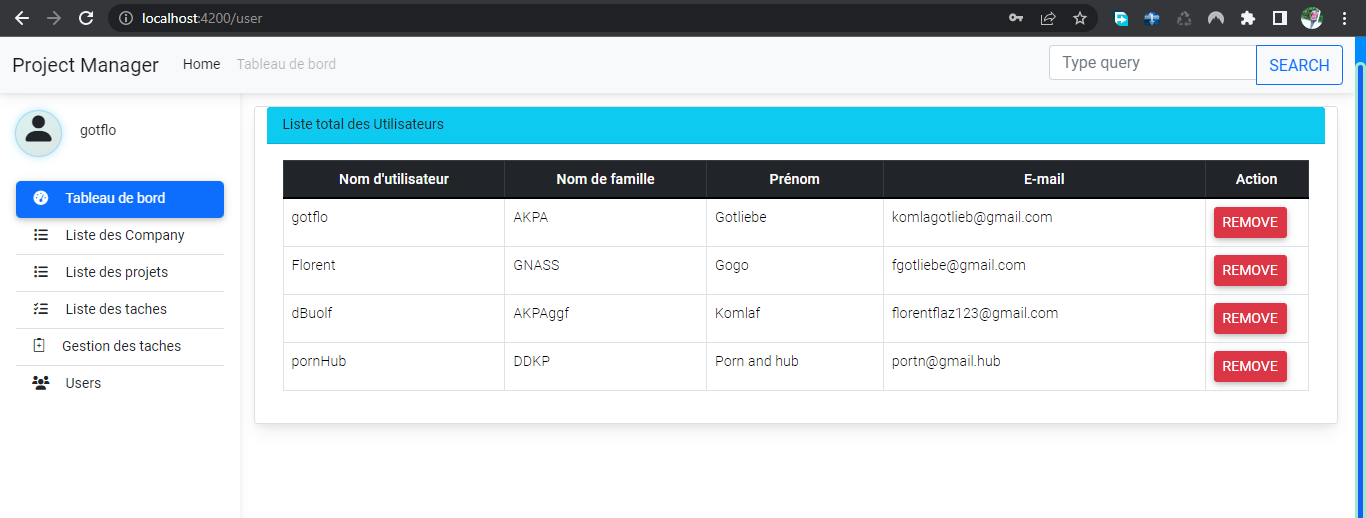 localhost:4200/user
Project Manager Home Tableau de bord Type query SEARCH
gotflo
Tableau de bord
Liste des Company
Liste des projets
Liste des taches
Gestion des taches
Users
Liste total des Utilisateurs
Nom d'utilisateur Nom de famille Prénom E-mail Action
gotflo AKPA Gotliebe komlagotlieb@gmail.com REMOVE
Florent GNASS Gogo fgotliebe@gmail.com REMOVE
dBuolf AKPAggf Komlaf florentflaz123@gmail.com REMOVE
pornHub DDKP Porn and hub portn@gmail.hub REMOVE